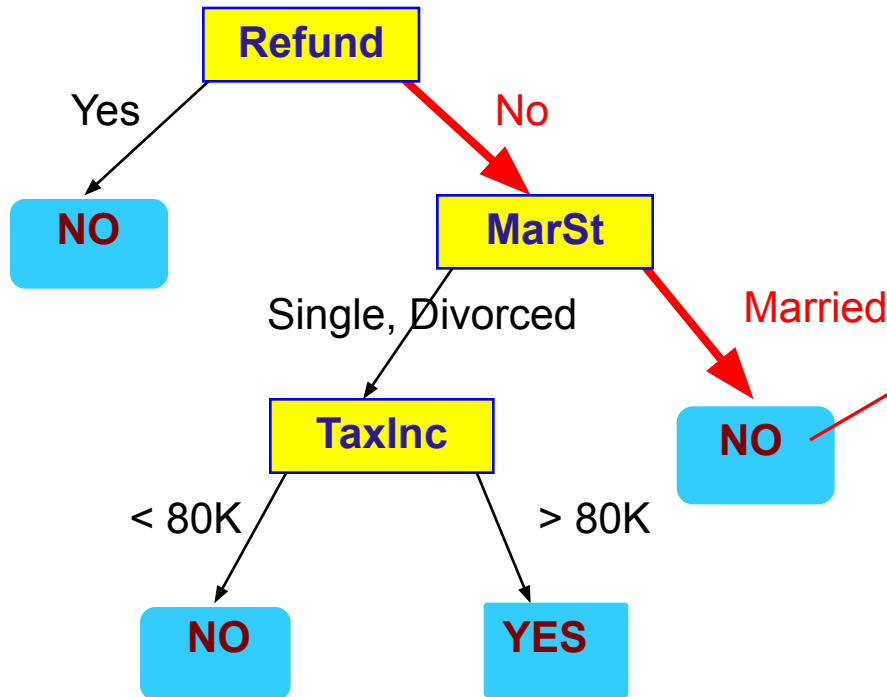 Refund
Yes
No
NO
MarSt
Single, Divorced
Married
TaxInc
NO
< 80K
> 80K
NO
YES